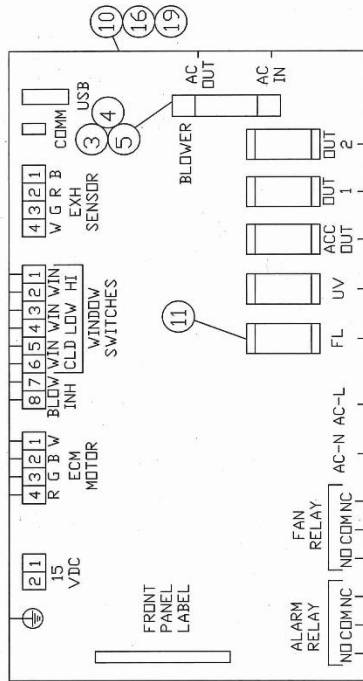 10 16 19
USB
COMM
3 4 5
AC OUT
AC IN
BLOWER
4 3 2 1
W G R B
EXH SENSOR
8 7 6 5 4 3 2 1
BLOW WIN WIN WIN
INH CLD LOW HI
WINDOW SWITCHES
4 3 2 1
R G B W
ECM MOTOR
2 1
15 VDC
FRONT PANEL LABEL
11
OUT 2
OUT 1
ACC OUT
UV
FL
AC-N AC-L
FAN RELAY
NO COM NC
ALARM RELAY
NO COM NC